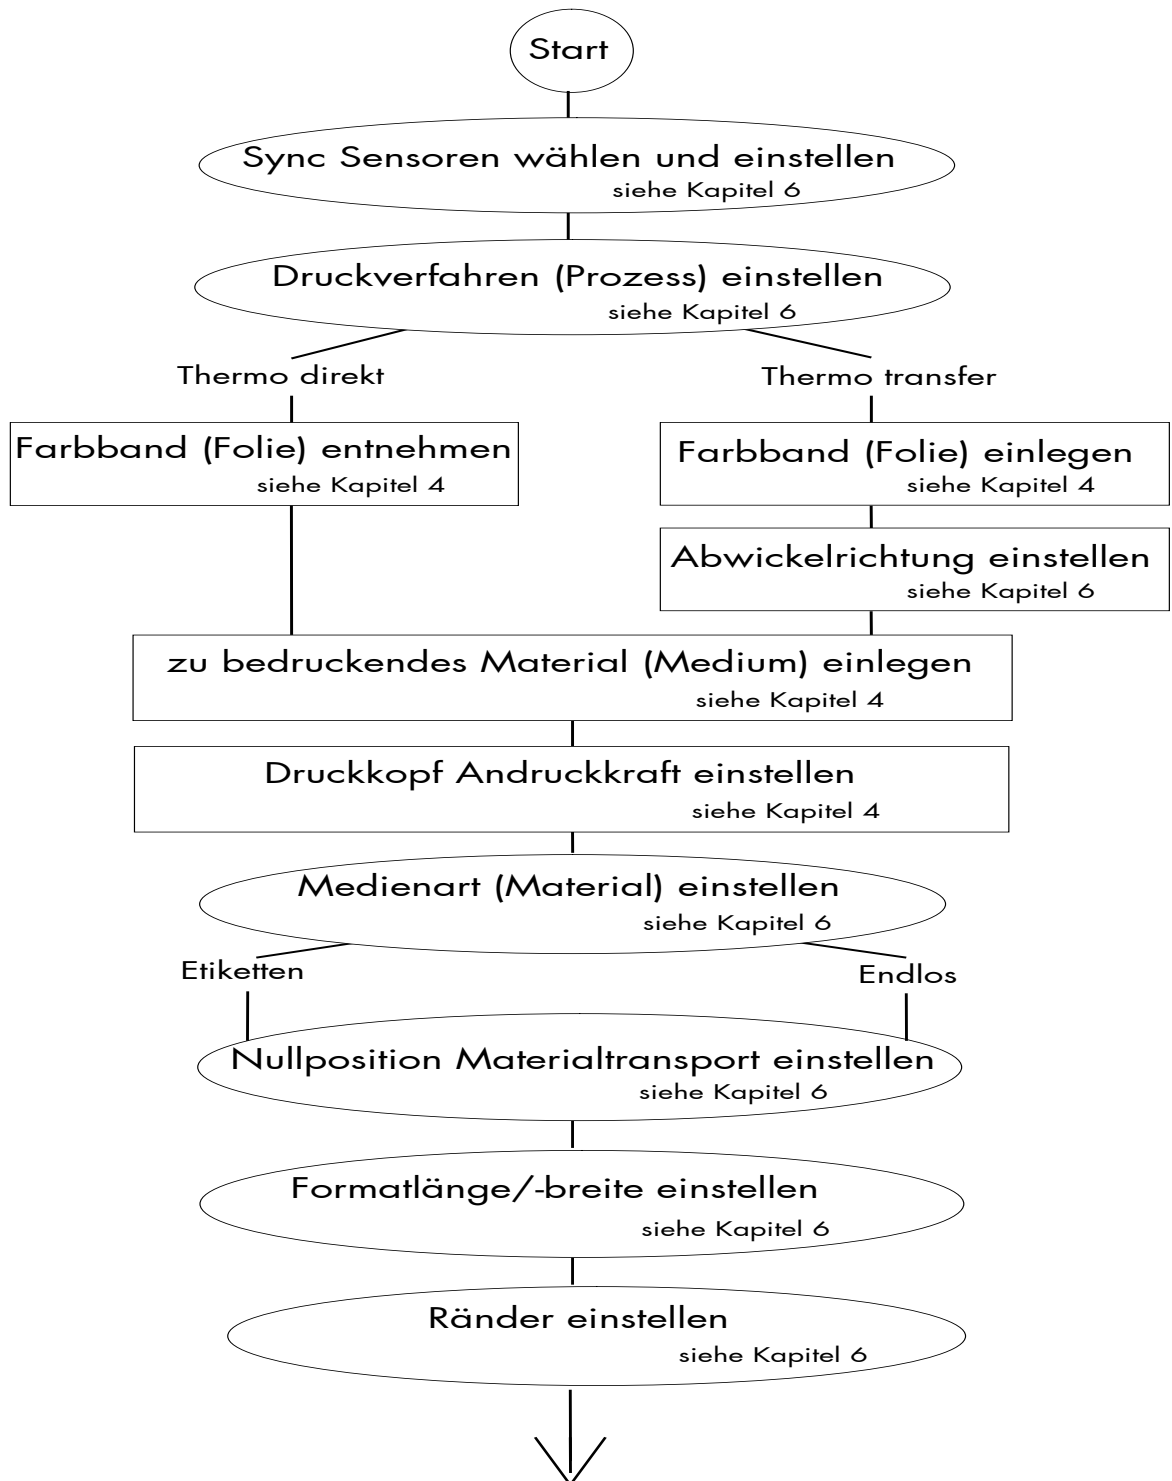 Start
Sync Sensoren wählen und einstellen
siehe Kapitel 6
Druckverfahren (Prozess) einstellen
siehe Kapitel 6
Thermo direkt
Thermo transfer
Farbband (Folie) entnehmen
siehe Kapitel 4
Farbband (Folie) einlegen
siehe Kapitel 4
Abwickelrichtung einstellen
siehe Kapitel 6
zu bedruckendes Material (Medium) einlegen
siehe Kapitel 4
Druckkopf Andruckkraft einstellen
siehe Kapitel 4
Medienart (Material) einstellen
siehe Kapitel 6
Etiketten
Endlos
Nullposition Materialtransport einstellen
siehe Kapitel 6
Formatlänge/-breite einstellen
siehe Kapitel 6
Ränder einstellen
siehe Kapitel 6